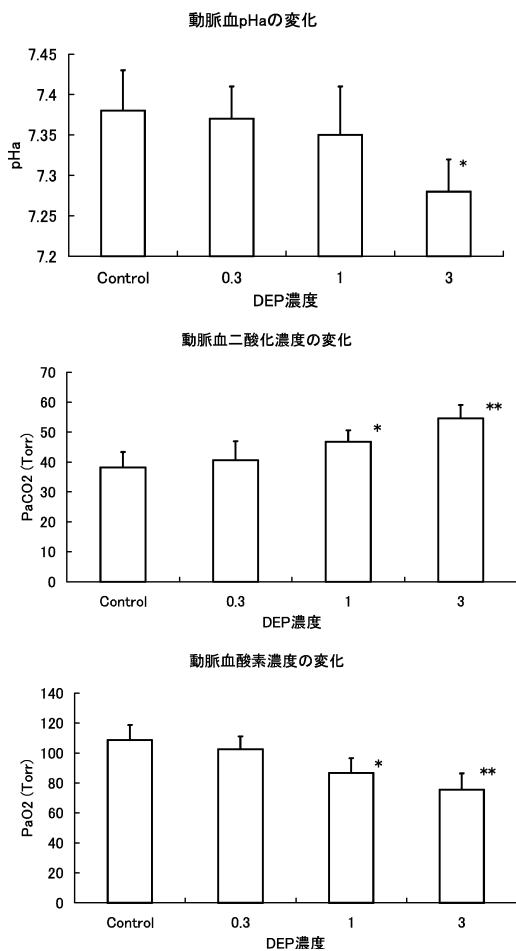 動脈血pHaの変化
7.45
7.4
7.35
7.3
7.25
7.2
pHa
*
Control 0.3 1 3
DEP濃度
動脈血二酸化濃度の変化
70
60
50
40
30
20
10
0
PaCO2 (Torr)
* **
Control 0.3 1 3
DEP濃度
動脈血酸素濃度の変化
140
120
100
80
60
40
20
0
PaO2 (Torr)
* **
Control 0.3 1 3
DEP濃度